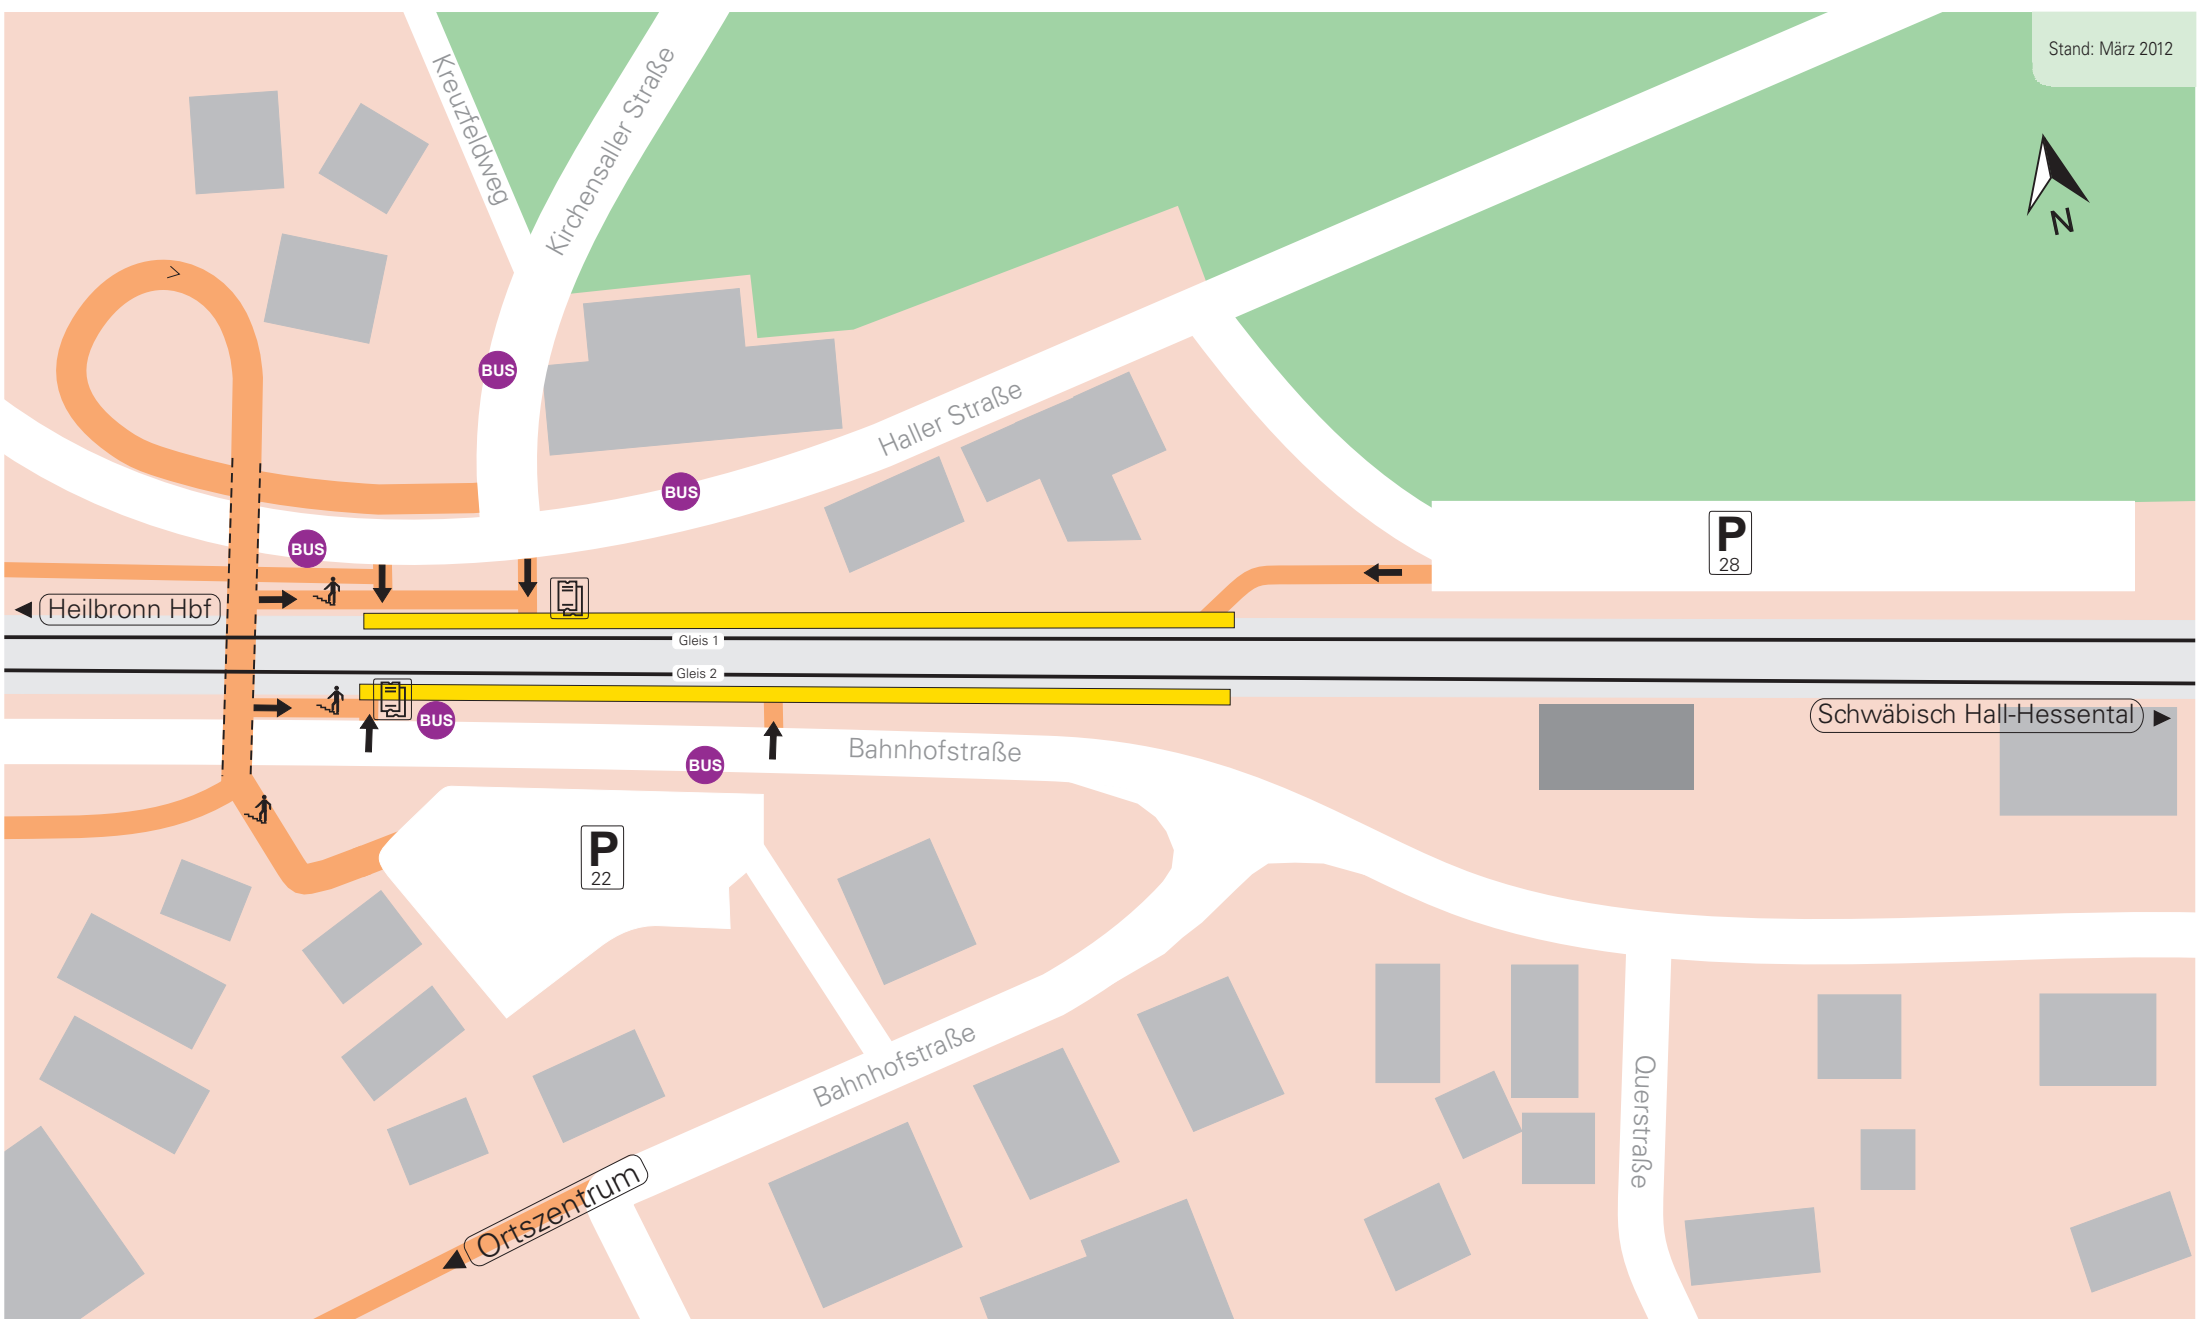 Stand: März 2012
Kreuzfeldweg
Kirchensaller Straße
N
BUS
Haller Straße
BUS
BUS
P
28
Heilbronn Hbf
Gleis 1
Gleis 2
BUS
Schwäbisch Hall-Hessental
Bahnhofstraße
BUS
P
22
Bahnhofstraße
Querstraße
Ortszentrum